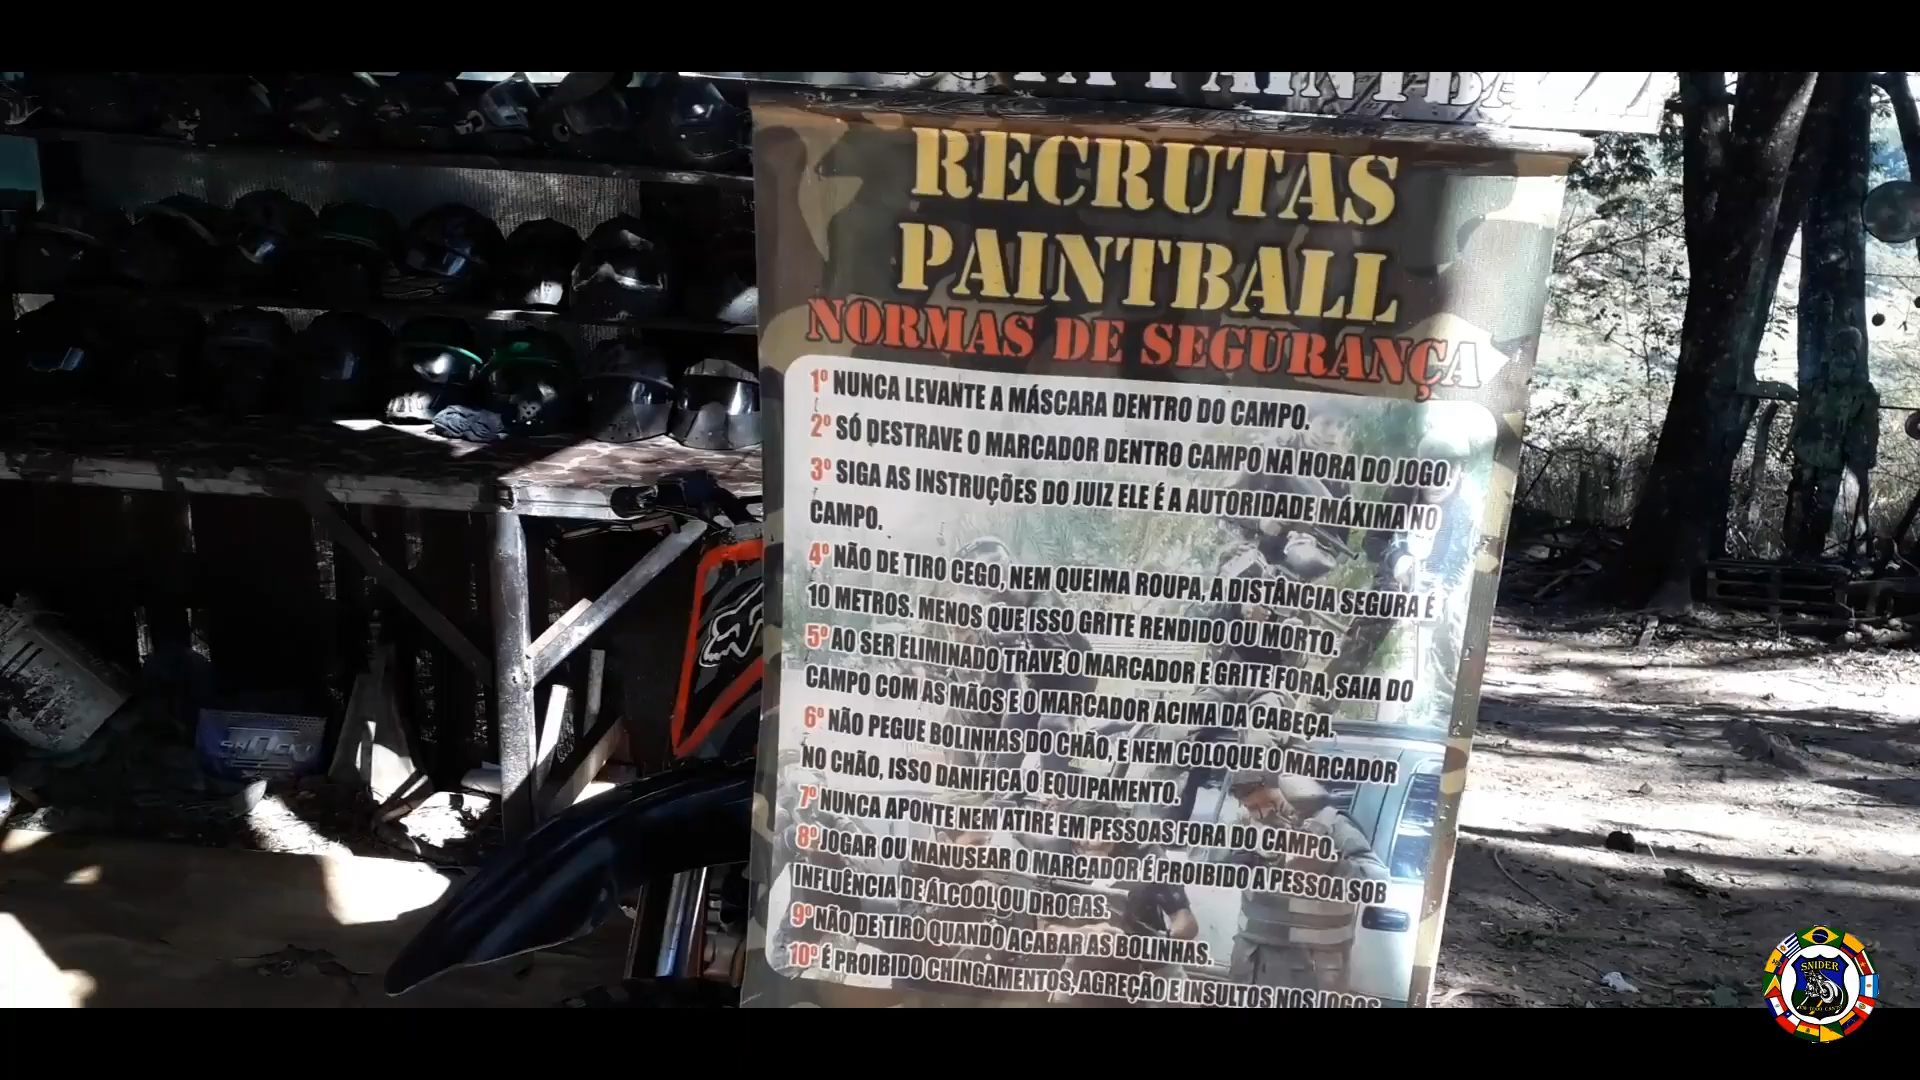 PAINTBALL
RECRUTAS
PAINTBALL
NORMAS DE SEGURANÇA
1º NUNCA LEVANTE A MÁSCARA DENTRO DO CAMPO.
2º SÓ DESTRAVE O MARCADOR DENTRO CAMPO NA HORA DO JOGO.
3º SIGA AS INSTRUÇÕES DO JUIZ ELE É A AUTORIDADE MÁXIMA NO
CAMPO.
4º NÃO DE TIRO CEGO, NEM QUEIMA ROUPA, A DISTÂNCIA SEGURA É
10 METROS. MENOS QUE ISSO GRITE RENDIDO OU MORTO.
5º AO SER ELIMINADO TRAVE O MARCADOR E GRITE FORA, SAIA DO
CAMPO COM AS MÃOS E O MARCADOR ACIMA DA CABEÇA.
6º NÃO PEGUE BOLINHAS DO CHÃO, E NEM COLOQUE O MARCADOR
NO CHÃO, ISSO DANIFICA O EQUIPAMENTO.
7º NUNCA APONTE NEM ATIRE EM PESSOAS FORA DO CAMPO.
8º JOGAR OU MANUSEAR O MARCADOR É PROIBIDO A PESSOA SOB
INFLUÊNCIA DE ÁLCOOL OU DROGAS.
9º NÃO DE TIRO QUANDO ACABAR AS BOLINHAS.
10º É PROIBIDO CHINGAMENTOS, AGREÇÃO E INSULTOS NOS JOGOS
SNIDER